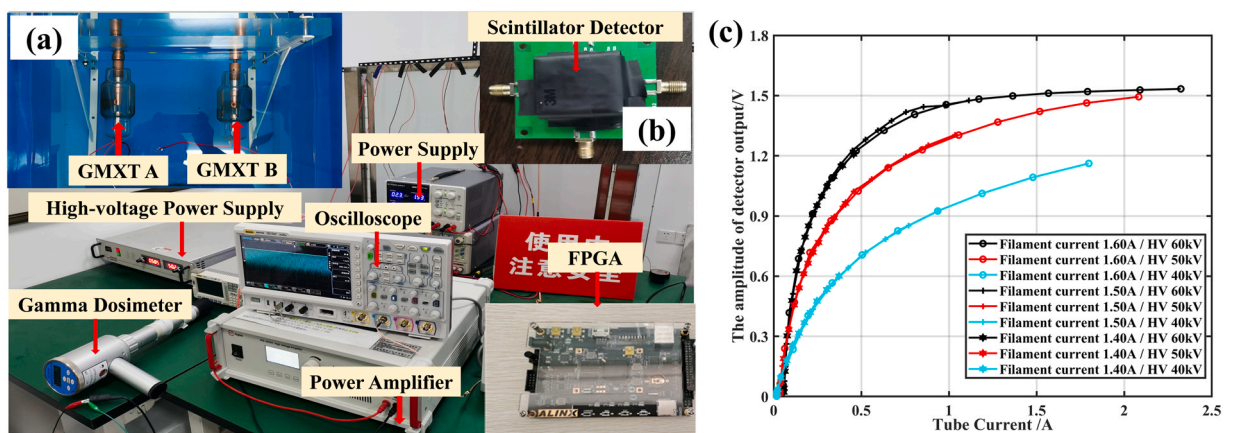 (a)
GMXT A
GMXT B
High-voltage Power Supply
Gamma Dosimeter
Power Supply
Oscilloscope
Power Amplifier
Scintillator Detector
3M
(b)
使用中
注意安全
FPGA
ALINX
(c)
The amplitude of detector output/V
1.8
1.5
1.2
0.9
0.6
0.3
0
Filament current 1.60A / HV 60kV
Filament current 1.60A / HV 50kV
Filament current 1.60A / HV 40kV
Filament current 1.50A / HV 60kV
Filament current 1.50A / HV 50kV
Filament current 1.50A / HV 40kV
Filament current 1.40A / HV 60kV
Filament current 1.40A / HV 50kV
Filament current 1.40A / HV 40kV
0 0.5 1 1.5 2 2.5
Tube Current /A